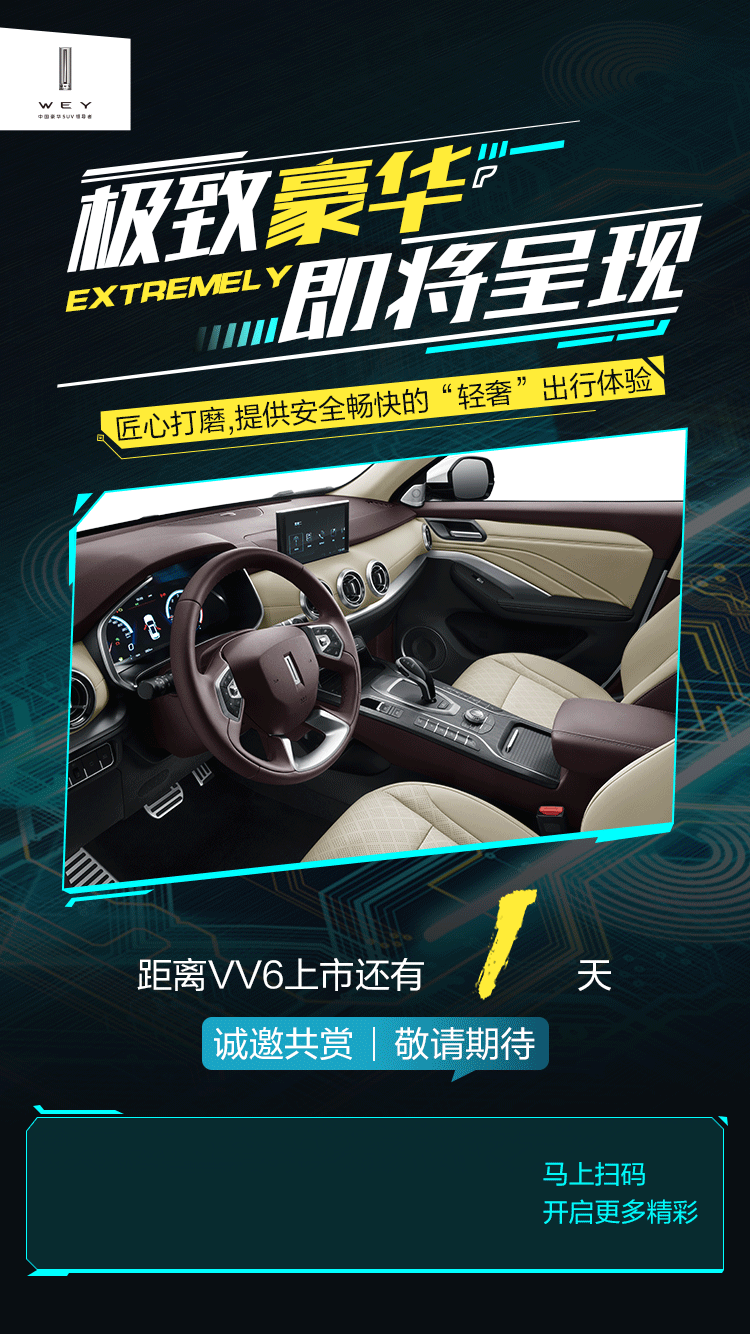 WEY
中国豪华SUV领导者
极致豪华
EXTREMELY
即将呈现
匠心打磨,提供安全畅快的“轻奢”出行体验
距离VV6上市还有 1 天
诚邀共赏｜敬请期待
马上扫码
开启更多精彩